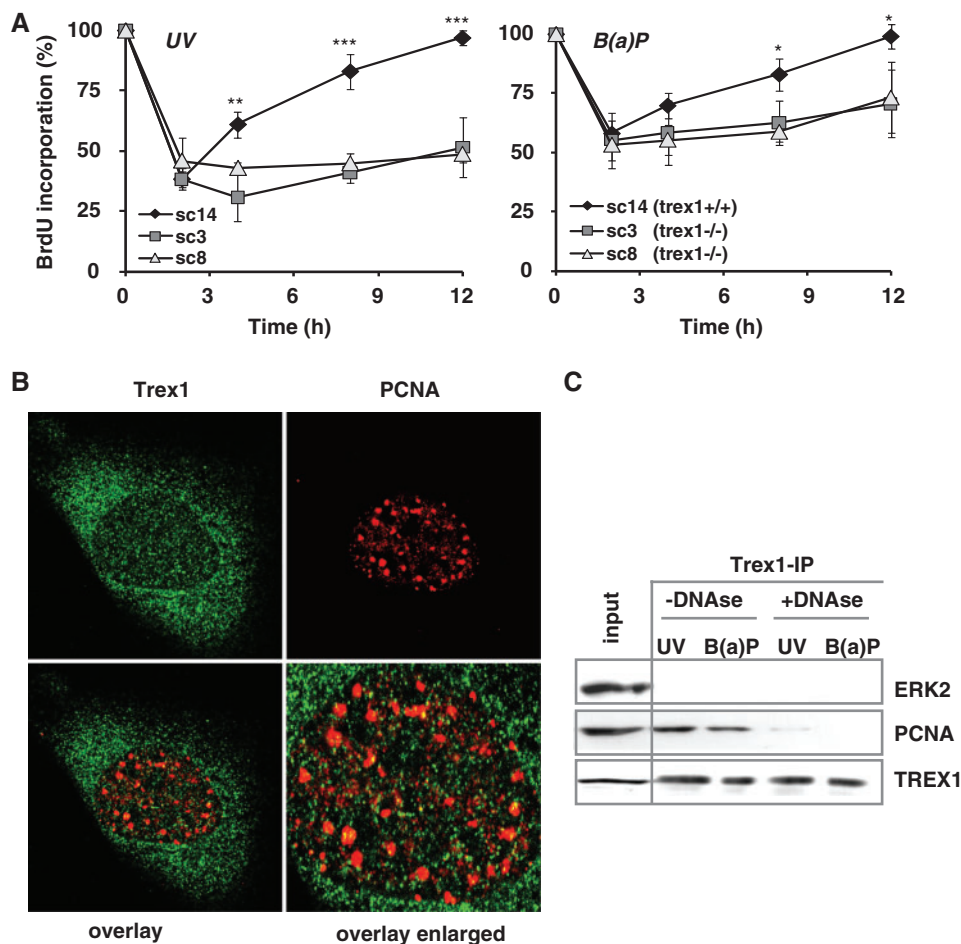 A
UV
B(a)P
BrdU incorporation (%)
100
75
50
25
0
**
***
***
sc14
sc3
sc8
0
3
6
9
12
Time (h)
100
75
50
25
0
*
*
sc14 (trex1+/+)
sc3 (trex1-/-)
sc8 (trex1-/-)
0
3
6
9
12
Time (h)
B
Trex1
PCNA
overlay
overlay enlarged
C
Trex1-IP
input
-DNAse
+DNAse
UV
B(a)P
UV
B(a)P
ERK2
PCNA
TREX1